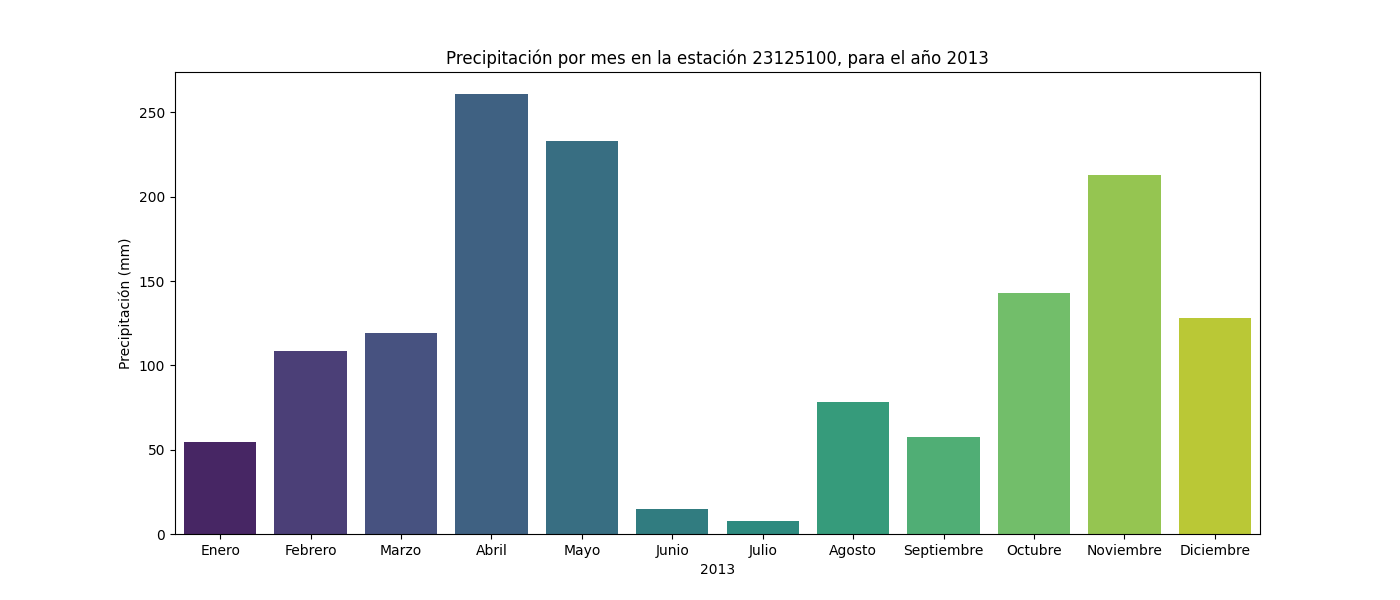 Precipitación por mes en la estación 23125100, para el año 2013
Precipitación (mm)
250
200
150
100
50
0
Enero Febrero Marzo Abril Mayo Junio Julio Agosto Septiembre Octubre Noviembre Diciembre
2013